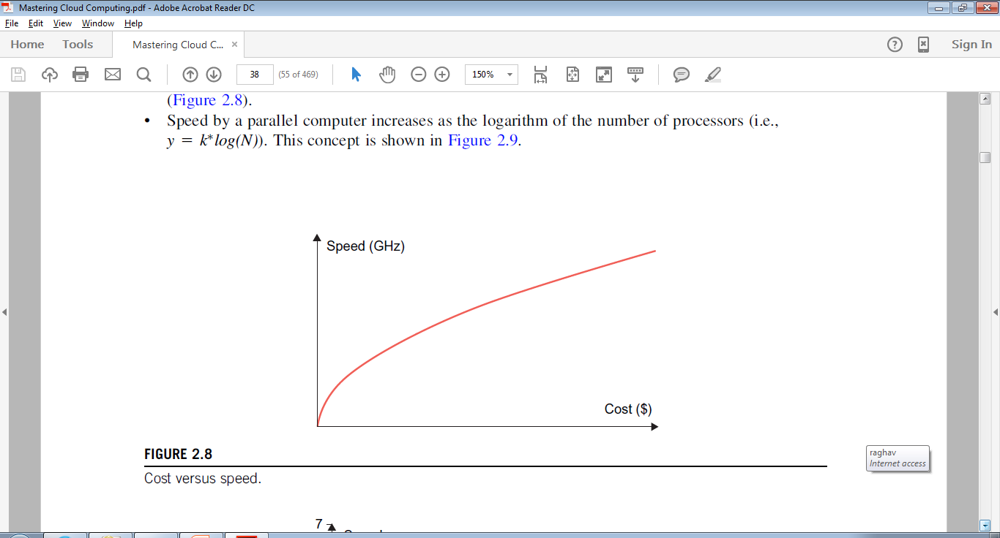 Mastering Cloud Computing.pdf - Adobe Acrobat Reader DC
File Edit View Window Help
Home Tools Mastering Cloud C... × ? Sign In
38 (55 of 469) 150%
(Figure 2.8).
• Speed by a parallel computer increases as the logarithm of the number of processors (i.e.,
y = k*log(N)). This concept is shown in Figure 2.9.
Speed (GHz)
Cost ($)
FIGURE 2.8
Cost versus speed.
raghav
Internet access
7